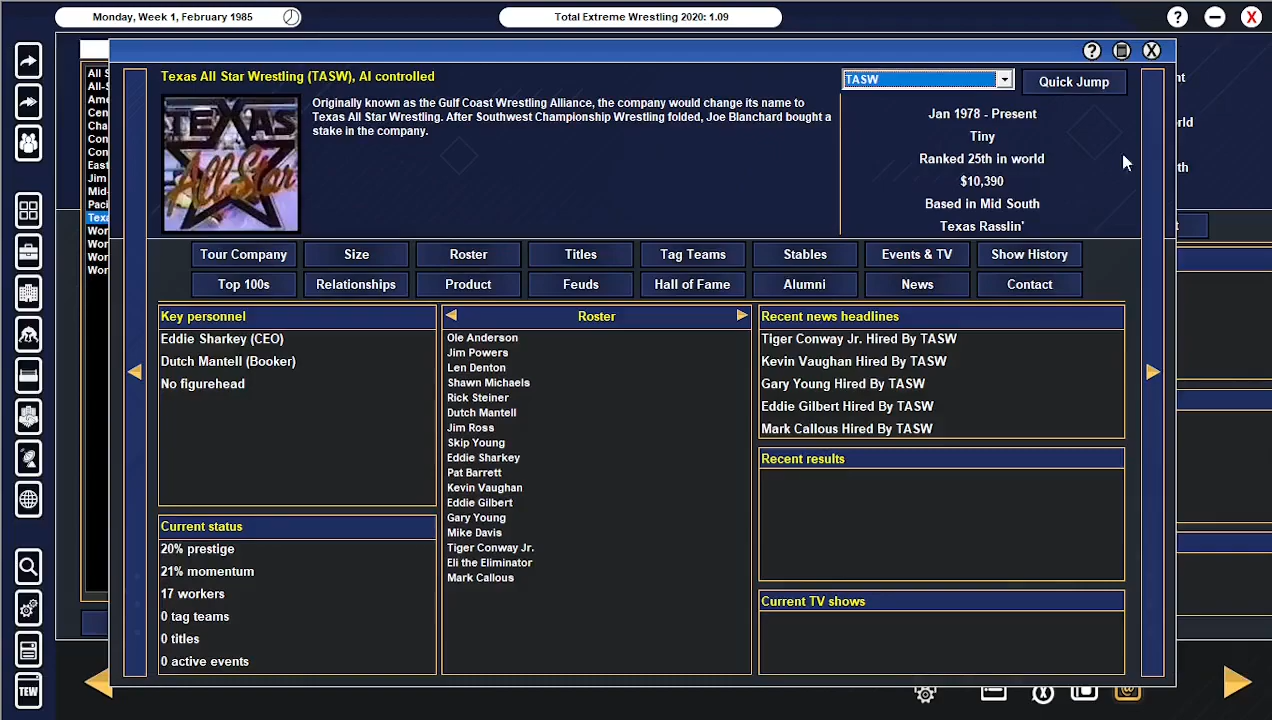 Monday, Week 1, February 1985
Total Extreme Wrestling 2020: 1.09
Texas All Star Wrestling (TASW), AI controlled
TEXAS
All Star
Originally known as the Gulf Coast Wrestling Alliance, the company would change its name to
Texas All Star Wrestling. After Southwest Championship Wrestling folded, Joe Blanchard bought a
stake in the company.
TASW
Quick Jump
Jan 1978 - Present
Tiny
Ranked 25th in world
$10,390
Based in Mid South
Texas Rasslin'
Tour Company
Size
Roster
Titles
Tag Teams
Stables
Events & TV
Show History
Top 100s
Relationships
Product
Feuds
Hall of Fame
Alumni
News
Contact
Key personnel
Eddie Sharkey (CEO)
Dutch Mantell (Booker)
No figurehead
Current status
20% prestige
21% momentum
17 workers
0 tag teams
0 titles
0 active events
Roster
Ole Anderson
Jim Powers
Len Denton
Shawn Michaels
Rick Steiner
Dutch Mantell
Jim Ross
Skip Young
Eddie Sharkey
Pat Barrett
Kevin Vaughan
Eddie Gilbert
Gary Young
Mike Davis
Tiger Conway Jr.
Eli the Eliminator
Mark Callous
Recent news headlines
Tiger Conway Jr. Hired By TASW
Kevin Vaughan Hired By TASW
Gary Young Hired By TASW
Eddie Gilbert Hired By TASW
Mark Callous Hired By TASW
Recent results
Current TV shows
TEW